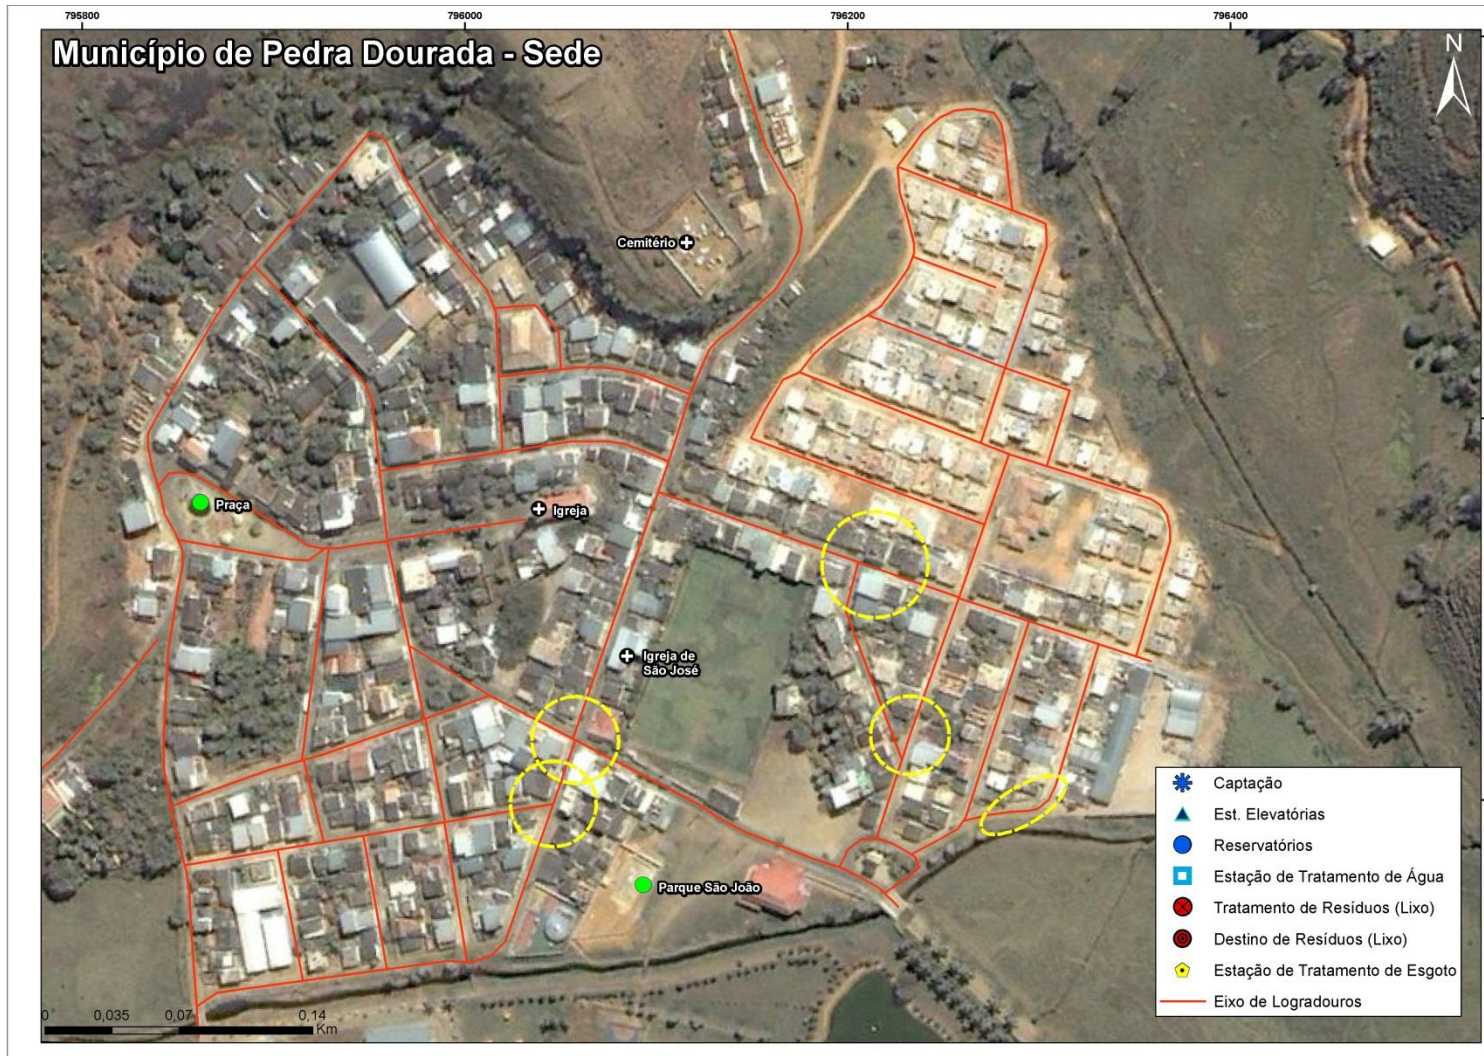 795800
796000
796200
796400
Município de Pedra Dourada - Sede
N
Cemitério
Praça
Igreja
Igreja de
São José
Parque São João
Captação
Est. Elevatórias
Reservatórios
Estação de Tratamento de Água
Tratamento de Resíduos (Lixo)
Destino de Resíduos (Lixo)
Estação de Tratamento de Esgoto
Eixo de Logradouros
0 0,035 0,07 0,14
Km